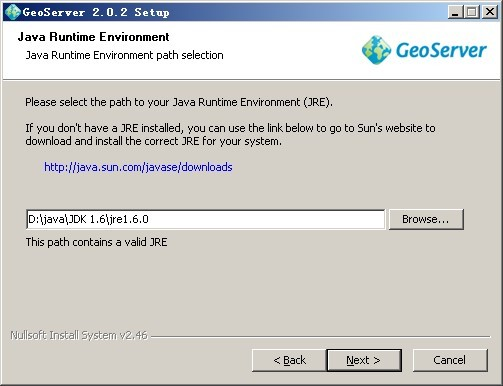 GeoServer 2.0.2 Setup
Java Runtime Environment
Java Runtime Environment path selection
GeoServer
Please select the path to your Java Runtime Environment (JRE).
If you don't have a JRE installed, you can use the link below to go to Sun's website to
download and install the correct JRE for your system.
http://java.sun.com/javase/downloads
D:\java\JDK 1.6\jre1.6.0
Browse...
This path contains a valid JRE
Nullsoft Install System v2.46
< Back
Next >
Cancel